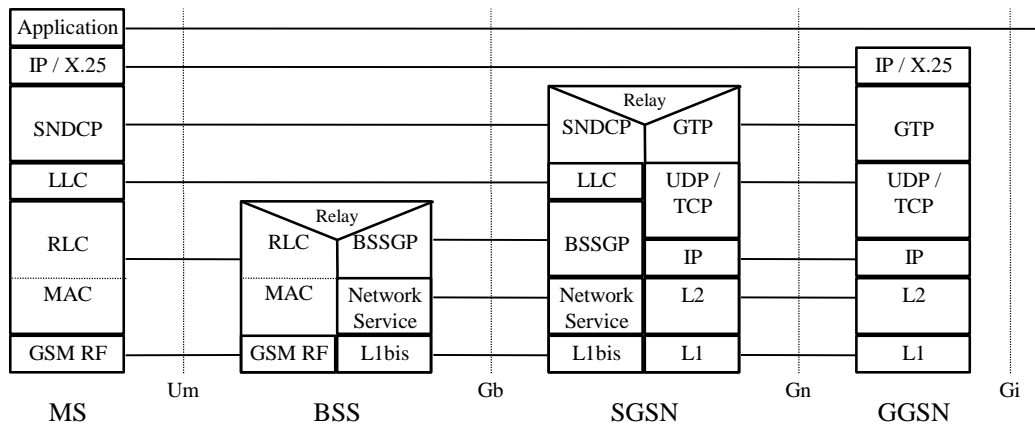 Application
IP / X.25
IP / X.25
Relay
SNDCP
SNDCP
GTP
GTP
LLC
LLC
UDP /
TCP
UDP /
TCP
Relay
RLC
RLC
BSSGP
BSSGP
IP
IP
MAC
MAC
Network
Service
Network
Service
L2
L2
GSM RF
GSM RF
L1bis
L1bis
L1
L1
Um
Gb
Gn
Gi
MS
BSS
SGSN
GGSN